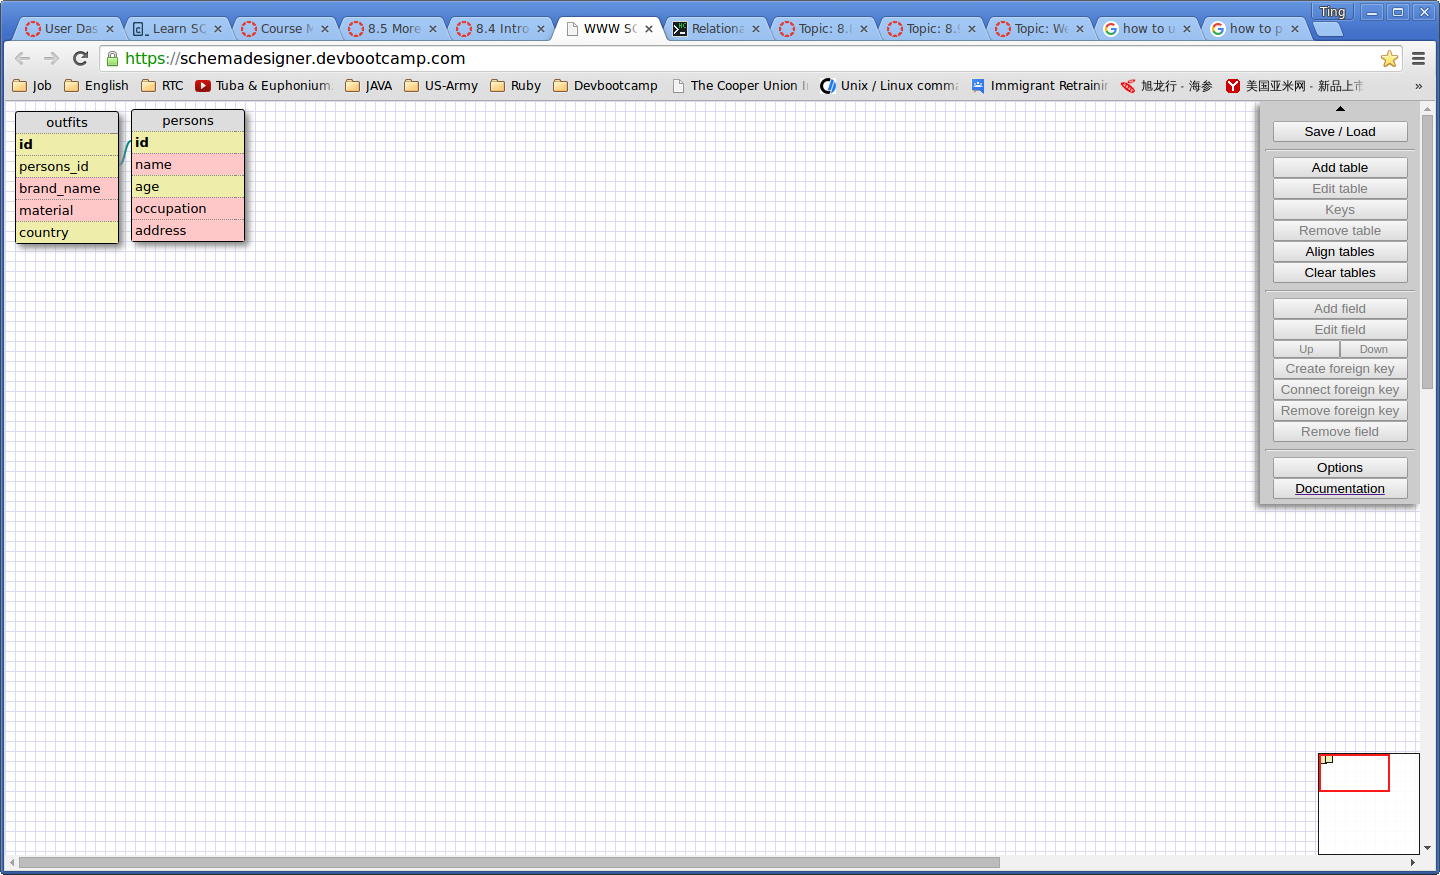 Ting
User Das
Learn SC
Course M
8.5 More
8.4 Intro
WWW SC
Relationa
Topic: 8.
Topic: 8.9
Topic: We
how to u
how to p
https://schemadesigner.devbootcamp.com
Job
English
RTC
Tuba & Euphonium
JAVA
US-Army
Ruby
Devbootcamp
The Cooper Union
Unix / Linux comma
Immigrant Retraini
旭龙行 - 海参
美国亚米网 - 新品上市
»
outfits
id
persons_id
brand_name
material
country
persons
id
name
age
occupation
address
Save / Load
Add table
Edit table
Keys
Remove table
Align tables
Clear tables
Add field
Edit field
Up
Down
Create foreign key
Connect foreign key
Remove foreign key
Remove field
Options
Documentation